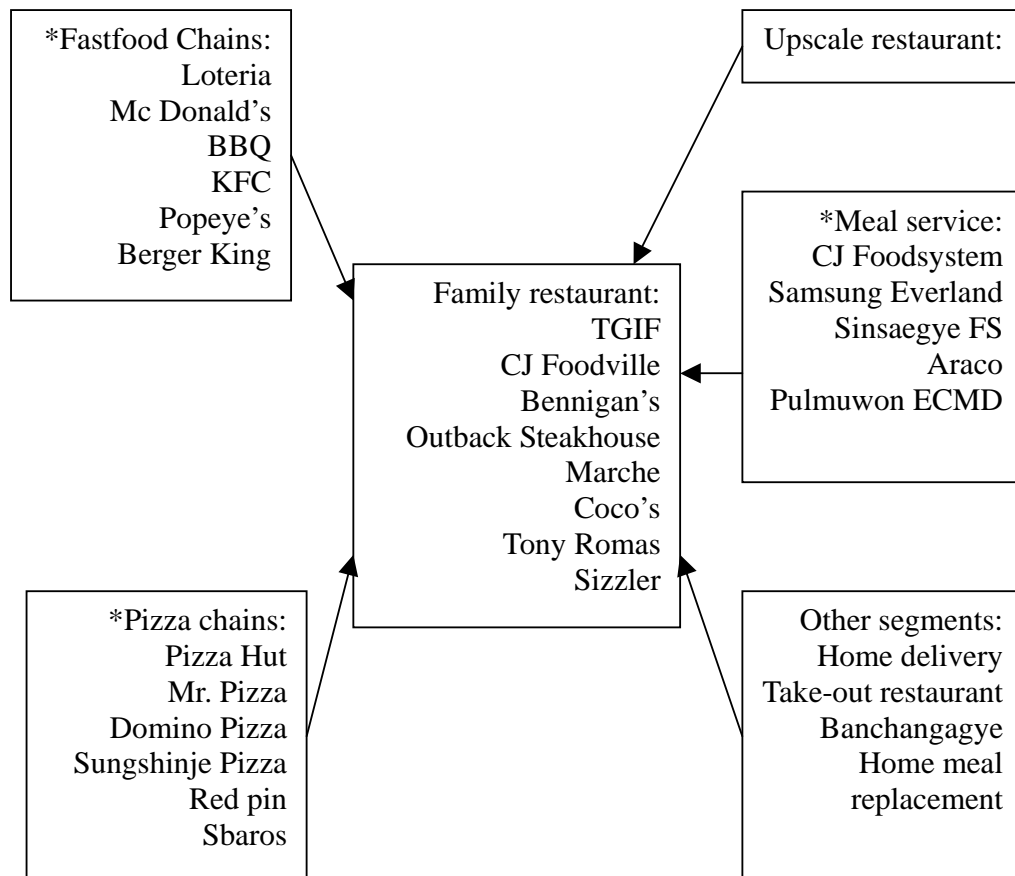 *Fastfood Chains:
Loteria
Mc Donald’s
BBQ
KFC
Popeye’s
Berger King
Upscale restaurant:
*Meal service:
CJ Foodsystem
Samsung Everland
Sinsaegye FS
Araco
Pulmuwon ECMD
Family restaurant:
TGIF
CJ Foodville
Bennigan’s
Outback Steakhouse
Marche
Coco’s
Tony Romas
Sizzler
*Pizza chains:
Pizza Hut
Mr. Pizza
Domino Pizza
Sungshinje Pizza
Red pin
Sbaros
Other segments:
Home delivery
Take-out restaurant
Banchangagye
Home meal
replacement